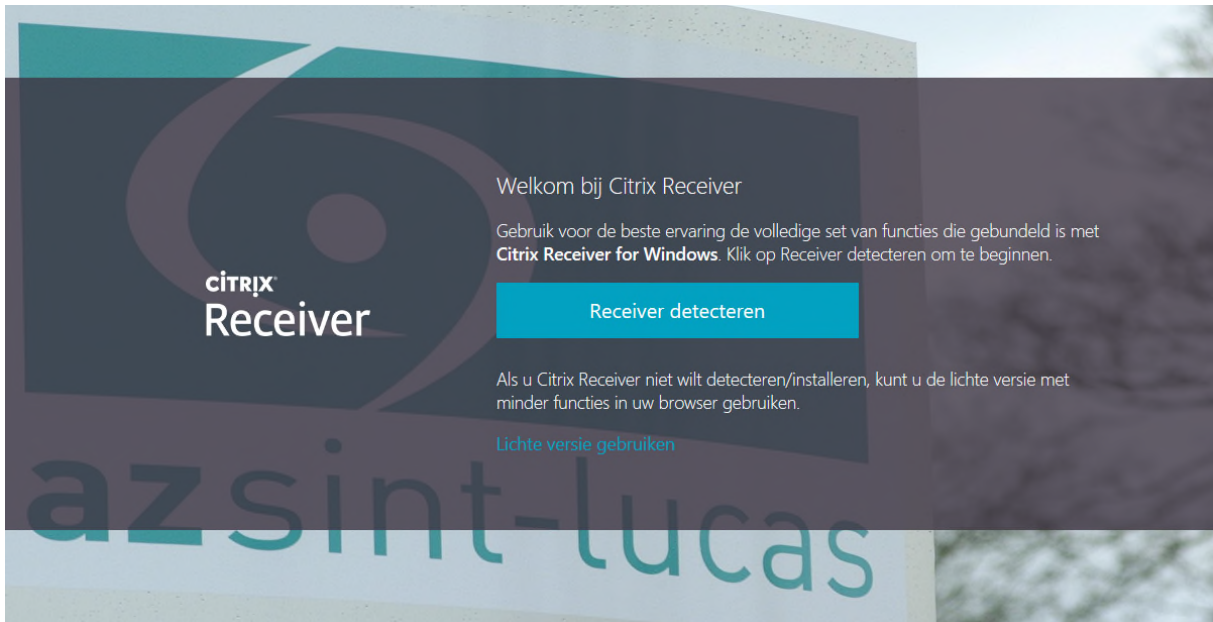 Welkom bij Citrix Receiver
Gebruik voor de beste ervaring de volledige set van functies die gebundeld is met
Citrix Receiver for Windows. Klik op Receiver detecteren om te beginnen.
CİTRỊX
Receiver
Receiver detecteren
Als u Citrix Receiver niet wilt detecteren/installeren, kunt u de lichte versie met
minder functies in uw browser gebruiken.
Lichte versie gebruiken
azsint-lucas